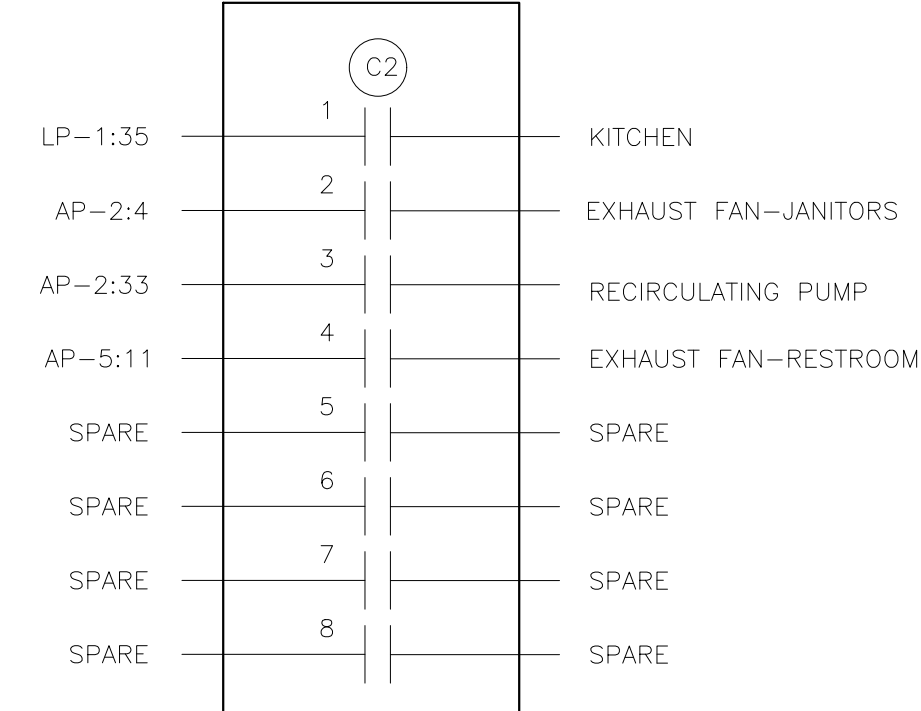 C2
1
LP-1:35 KITCHEN
2
AP-2:4 EXHAUST FAN-JANITORS
3
AP-2:33 RECIRCULATING PUMP
4
AP-5:11 EXHAUST FAN-RESTROOM
5
SPARE SPARE
6
SPARE SPARE
7
SPARE SPARE
8
SPARE SPARE